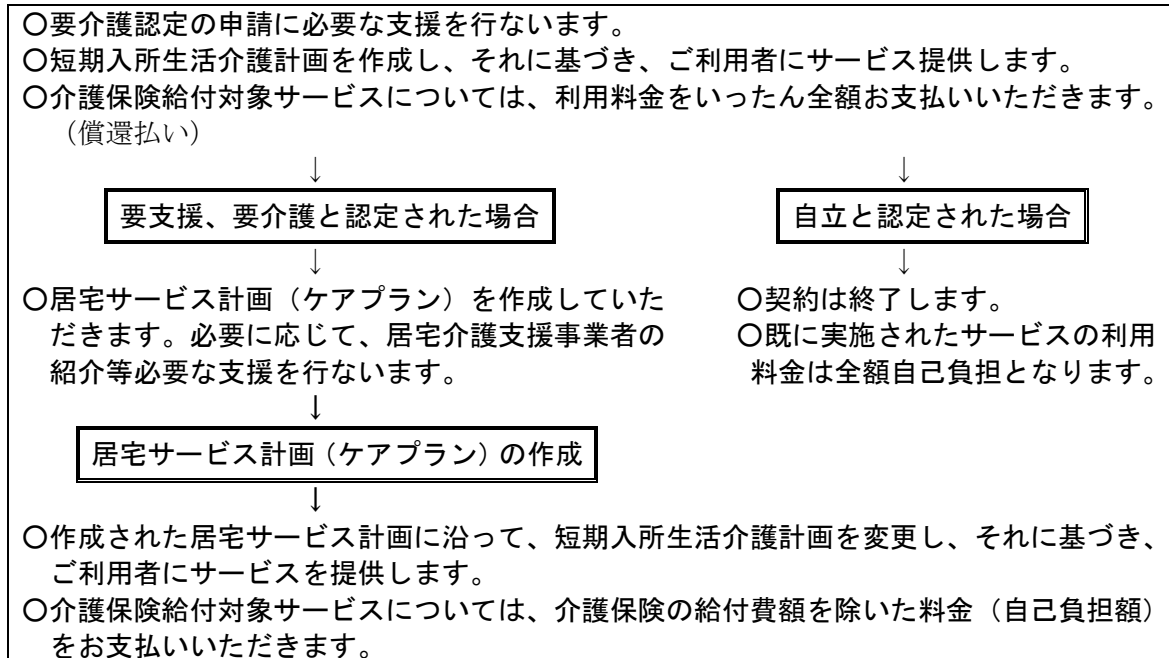 〇要介護認定の申請に必要な支援を行ないます。
〇短期入所生活介護計画を作成し、それに基づき、ご利用者にサービス提供します。
〇介護保険給付対象サービスについては、利用料金をいったん全額お支払いいただきます。
（償還払い）
↓
↓
要支援、要介護と認定された場合
自立と認定された場合
↓
↓
〇居宅サービス計画（ケアプラン）を作成していた
だきます。必要に応じて、居宅介護支援事業者の
紹介等必要な支援を行ないます。
〇契約は終了します。
〇既に実施されたサービスの利用
料金は全額自己負担となります。
↓
居宅サービス計画（ケアプラン）の作成
↓
〇作成された居宅サービス計画に沿って、短期入所生活介護計画を変更し、それに基づき、
ご利用者にサービスを提供します。
〇介護保険給付対象サービスについては、介護保険の給付費額を除いた料金（自己負担額）
をお支払いいただきます。